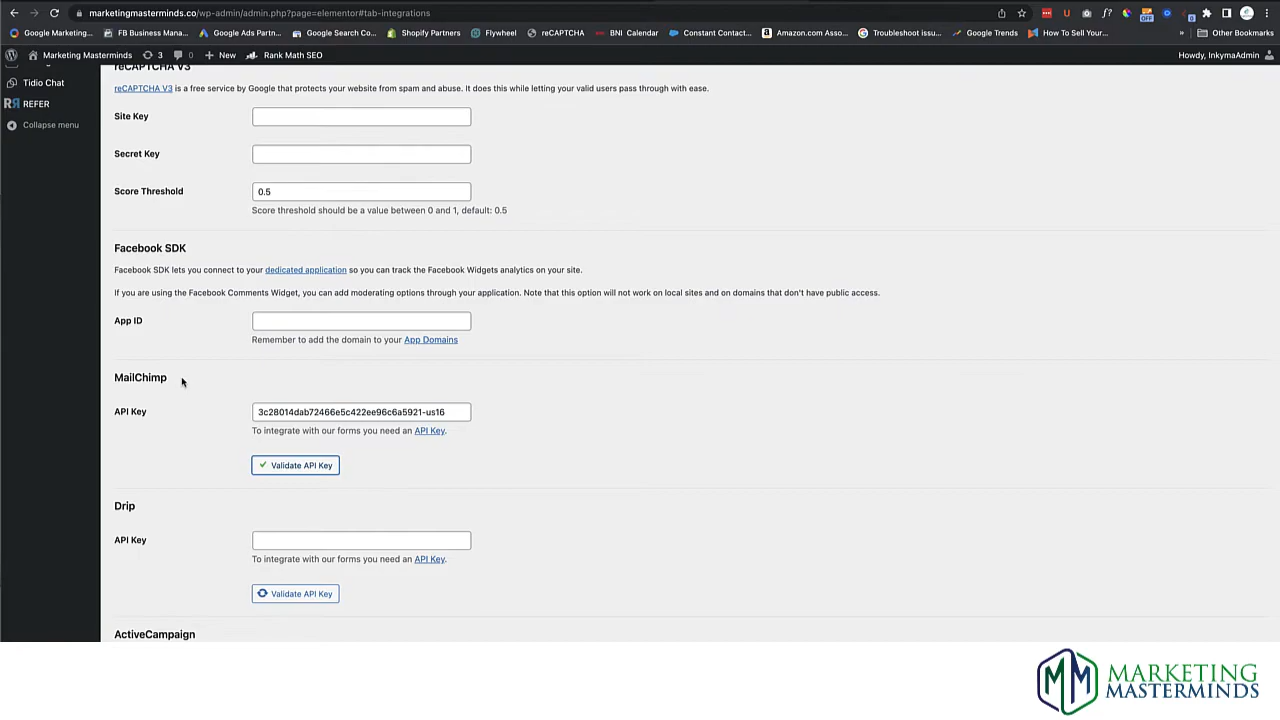 marketingmasterminds.co/wp-admin/admin.php?page=elementor#tab-integrations
OFF
0
Google Marketing...
FB Business Mana...
Google Ads Partn...
Google Search Co...
Shopify Partners
Flywheel
reCAPTCHA
BNI Calendar
Constant Contact...
Amazon.com Asso...
Troubleshoot issu...
Google Trends
How To Sell Your...
»
Other Bookmarks
Marketing Masterminds
3
0
New
Rank Math SEO
Howdy, InkymaAdmin
Tidio Chat
REFER
Collapse menu
reCAPTCHA V3
reCAPTCHA V3 is a free service by Google that protects your website from spam and abuse. It does this while letting your valid users pass through with ease.
Site Key
Secret Key
Score Threshold
0.5
Score threshold should be a value between 0 and 1, default: 0.5
Facebook SDK
Facebook SDK lets you connect to your dedicated application so you can track the Facebook Widgets analytics on your site.
If you are using the Facebook Comments Widget, you can add moderating options through your application. Note that this option will not work on local sites and on domains that don't have public access.
App ID
Remember to add the domain to your App Domains
MailChimp
API Key
3c28014dab72466e5c422ee96c6a5921-us16
To integrate with our forms you need an API Key.
Validate API Key
Drip
API Key
To integrate with our forms you need an API Key.
Validate API Key
ActiveCampaign
MARKETING
MASTERMINDS